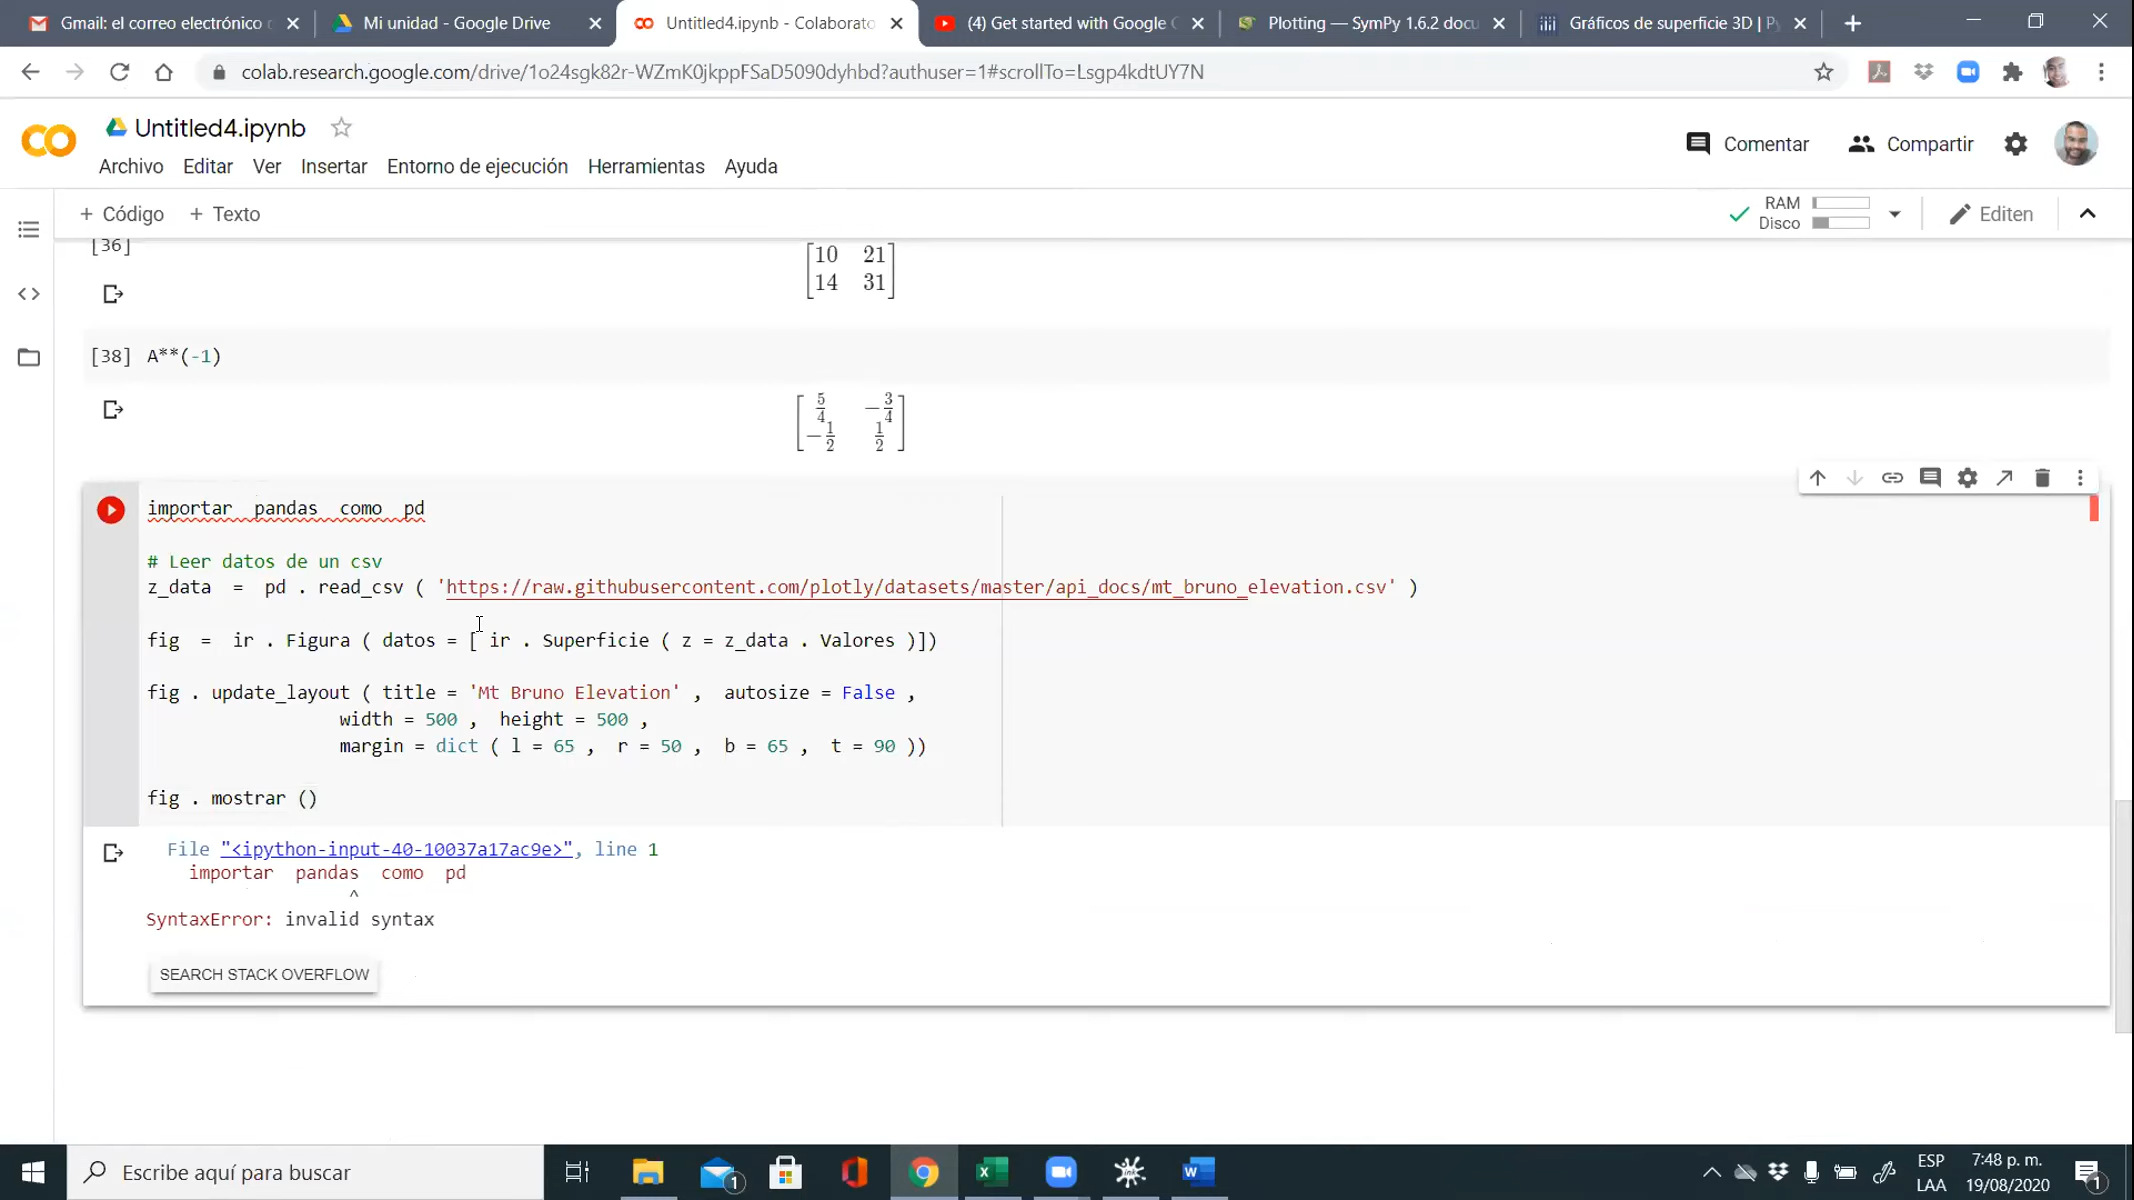 Gmail: el correo electrónico
Mi unidad - Google Drive
Untitled4.ipynb - Colaborato
(4) Get started with Google C
Plotting — SymPy 1.6.2 docu
Gráficos de superficie 3D | Py
colab.research.google.com/drive/1o24sgk82r-WZmK0jkppFSaD5090dyhbd?authuser=1#scrollTo=Lsgp4kdtUY7N
Untitled4.ipynb
Comentar
Compartir
Archivo Editar Ver Insertar Entorno de ejecución Herramientas Ayuda
+ Código + Texto
RAM
Disco
Editen
[36]
10 21
14 31
[38] A**(-1)
5/4 -3/4
-1/2 1/2
importar pandas como pd
# Leer datos de un csv
z_data = pd . read_csv ( 'https://raw.githubusercontent.com/plotly/datasets/master/api_docs/mt_bruno_elevation.csv' )
fig = ir . Figura ( datos = [ ir . Superficie ( z = z_data . Valores )])
fig . update_layout ( title = 'Mt Bruno Elevation' , autosize = False ,
width = 500 , height = 500 ,
margin = dict ( l = 65 , r = 50 , b = 65 , t = 90 ))
fig . mostrar ()
File "<ipython-input-40-10037a17ac9e>", line 1
importar pandas como pd
^
SyntaxError: invalid syntax
SEARCH STACK OVERFLOW
Escribe aquí para buscar
1
ESP
LAA
7:48 p. m.
19/08/2020
1